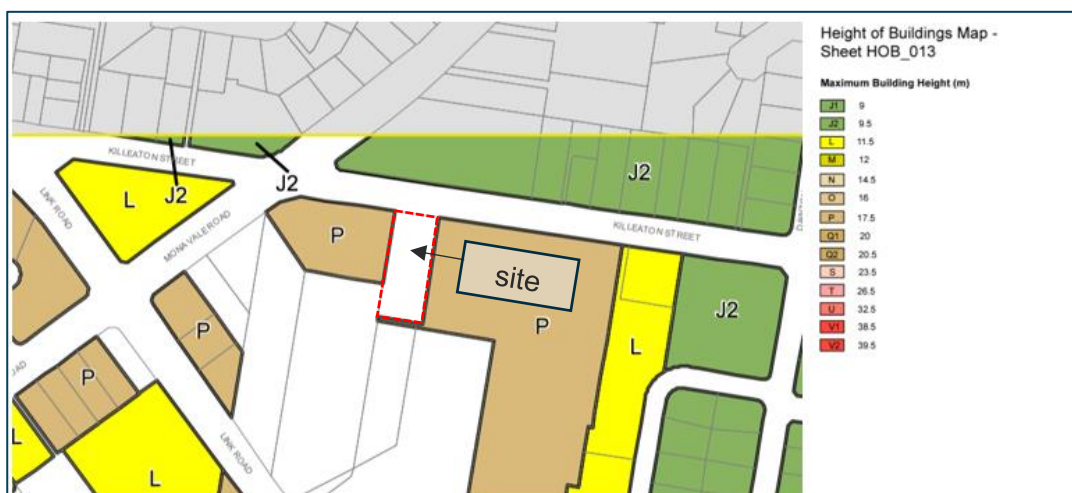 Height of Buildings Map -
Sheet HOB_013
Maximum Building Height (m)
J1 9
J2 9.5
L 11.5
M 12
N 14.5
O 16
P 17.5
Q1 20
Q2 20.5
S 23.5
T 26.5
U 32.5
V1 38.5
V2 39.5
KILLEATON STREET
J2
J2
J2
L
LINK ROAD
MONA VALE ROAD
P
KILLEATON STREET
site
P
P
L
J2
P
LINK ROAD
L
L